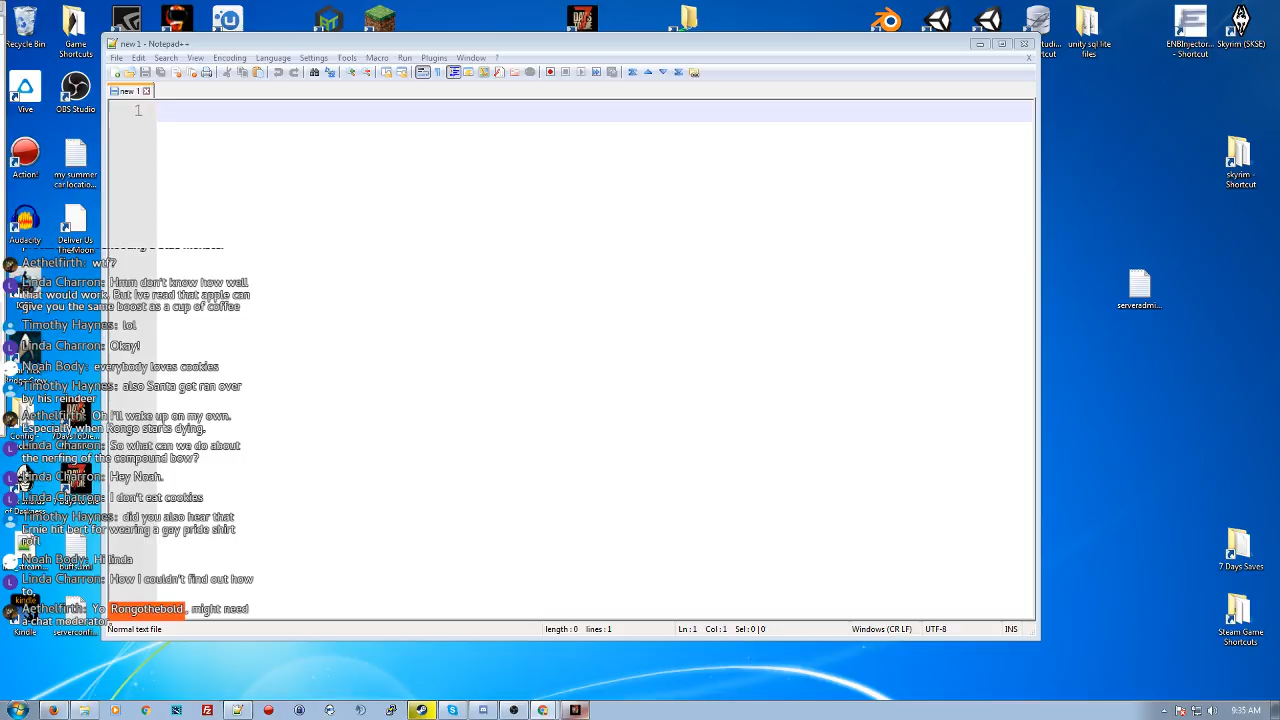 Recycle Bin
Game Shortcuts
unity sql lite files
ENBInjector... - Shortcut
Skyrim (SKSE)
new 1 - Notepad++
File Edit Search View Encoding Language Settings Tools Macro Run Plugins Window ?
X
new 1
1
Vive
OBS Studio
Action!
my summer car locatio...
Audacity
Deliver Us The Moon
skyrim - Shortcut
serveradmi...
7 Days Saves
Steam Game Shortcuts
Aethelfirth: wtf?
Linda Charron: Hmm don't know how well
that would work. But Ive read that apple can
give you the same boost as a cup of coffee
Timothy Haynes: lol
Linda Charron: Okay!
Noah Body: everybody loves cookies
Timothy Haynes: also Santa got ran over
by his reindeer
Aethelfirth: Oh I'll wake up on my own.
Especially when Rongo starts dying.
Linda Charron: So what can we do about
the nerfing of the compound bow?
Linda Charron: Hey Noah.
Linda Charron: I don't eat cookies
Timothy Haynes: did you also hear that
Ernie hit bert for wearing a gay pride shirt
rofl
Noah Body: Hi linda
Linda Charron: How I couldn't find out how
to,
Aethelfirth: Yo Rongothebold, might need
a chat moderator.
Kindle
serverconfi...
Normal text file
length : 0 lines : 1
Ln : 1 Col : 1 Sel : 0 | 0
Windows (CR LF)
UTF-8
INS
9:35 AM